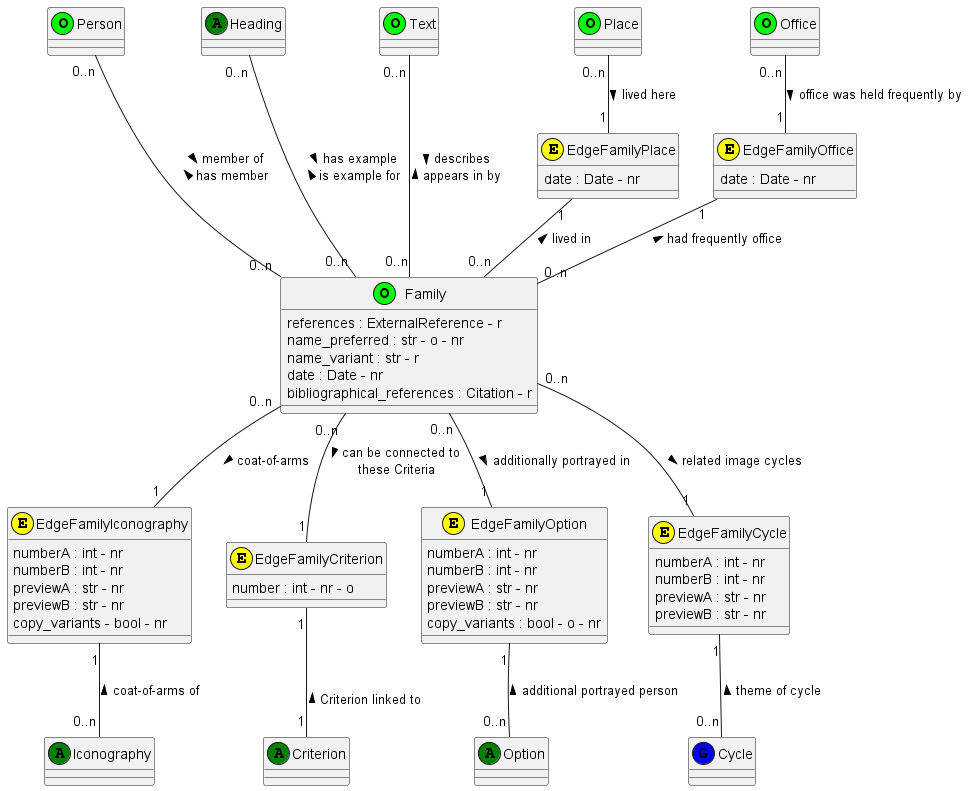 O Person
A Heading
O Text
O Place
O Office
0..n
0..n
0..n
0..n
0..n
lived here
office was held frequently by
1
1
E EdgeFamilyPlace
date : Date - nr
E EdgeFamilyOffice
date : Date - nr
member of
has member
has example
is example for
describes
appears in by
1
1
lived in
had frequently office
0..n
0..n
0..n
0..n
0..n
O Family
references : ExternalReference - r
name_preferred : str - o - nr
name_variant : str - r
date : Date - nr
bibliographical_references : Citation - r
0..n
0..n
0..n
0..n
coat-of-arms
can be connected to
these Criteria
additionally portrayed in
related image cycles
1
1
1
1
E EdgeFamilyIconography
numberA : int - nr
numberB : int - nr
previewA : str - nr
previewB : str - nr
copy_variants - bool - nr
E EdgeFamilyCriterion
number : int - nr - o
E EdgeFamilyOption
numberA : int - nr
numberB : int - nr
previewA : str - nr
previewB : str - nr
copy_variants : bool - o - nr
E EdgeFamilyCycle
numberA : int - nr
numberB : int - nr
previewA : str - nr
previewB : str - nr
1
1
1
1
coat-of-arms of
Criterion linked to
additional portrayed person
theme of cycle
0..n
1
0..n
0..n
A Iconography
A Criterion
A Option
G Cycle